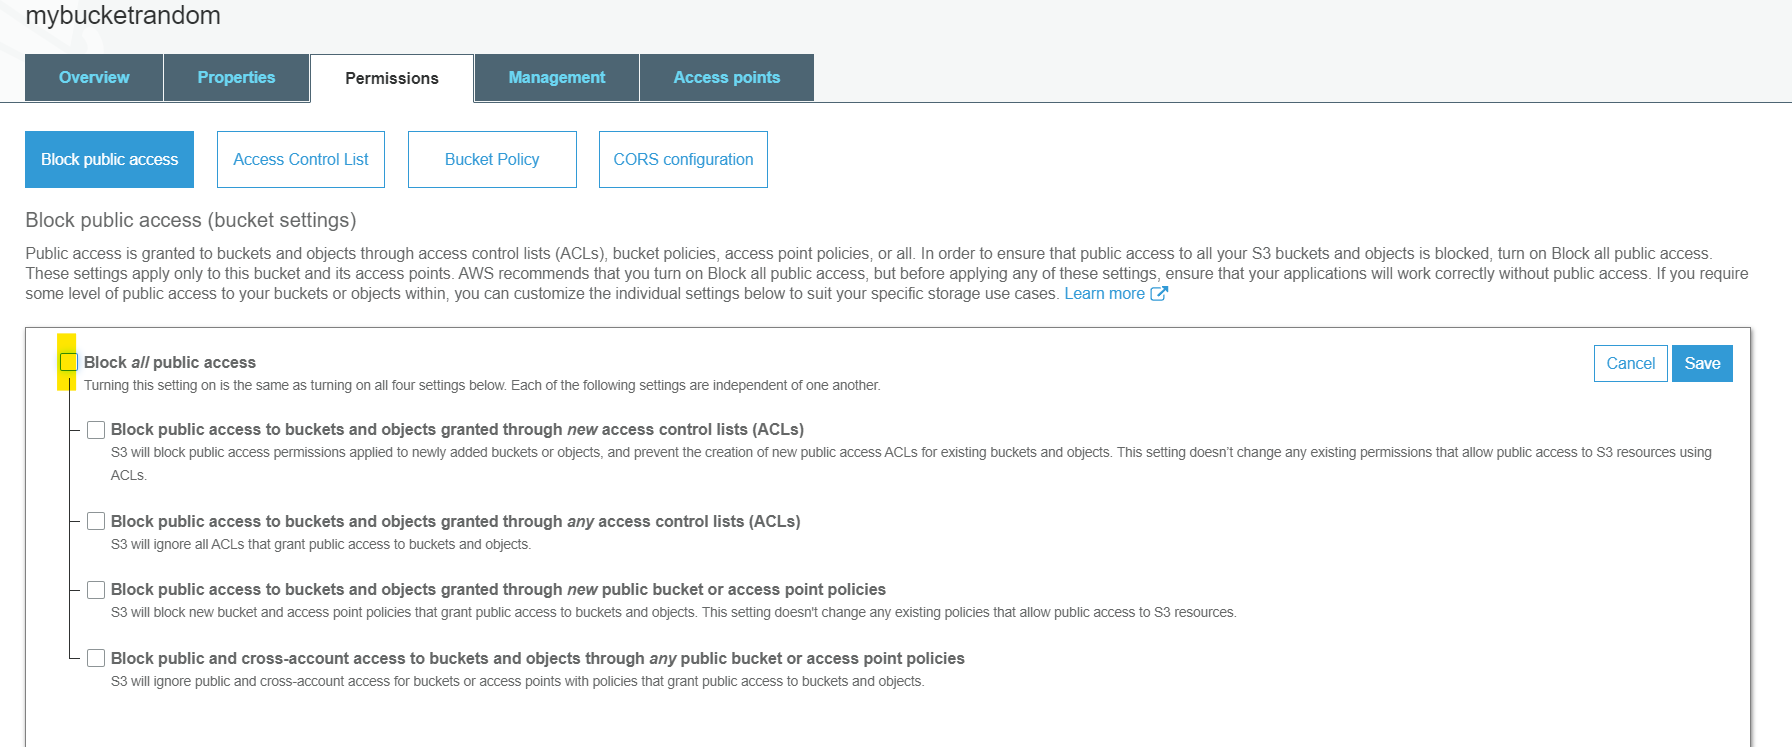 mybucketrandom
Overview
Properties
Permissions
Management
Access points
Block public access
Access Control List
Bucket Policy
CORS configuration
Block public access (bucket settings)
Public access is granted to buckets and objects through access control lists (ACLs), bucket policies, access point policies, or all. In order to ensure that public access to all your S3 buckets and objects is blocked, turn on Block all public access.
These settings apply only to this bucket and its access points. AWS recommends that you turn on Block all public access, but before applying any of these settings, ensure that your applications will work correctly without public access. If you require
some level of public access to your buckets or objects within, you can customize the individual settings below to suit your specific storage use cases. Learn more
Block all public access
Cancel
Save
Turning this setting on is the same as turning on all four settings below. Each of the following settings are independent of one another.
Block public access to buckets and objects granted through new access control lists (ACLs)
S3 will block public access permissions applied to newly added buckets or objects, and prevent the creation of new public access ACLs for existing buckets and objects. This setting doesn't change any existing permissions that allow public access to S3 resources using
ACLs.
Block public access to buckets and objects granted through any access control lists (ACLs)
S3 will ignore all ACLs that grant public access to buckets and objects.
Block public access to buckets and objects granted through new public bucket or access point policies
S3 will block new bucket and access point policies that grant public access to buckets and objects. This setting doesn't change any existing policies that allow public access to S3 resources.
Block public and cross-account access to buckets and objects through any public bucket or access point policies
S3 will ignore public and cross-account access for buckets or access points with policies that grant public access to buckets and objects.